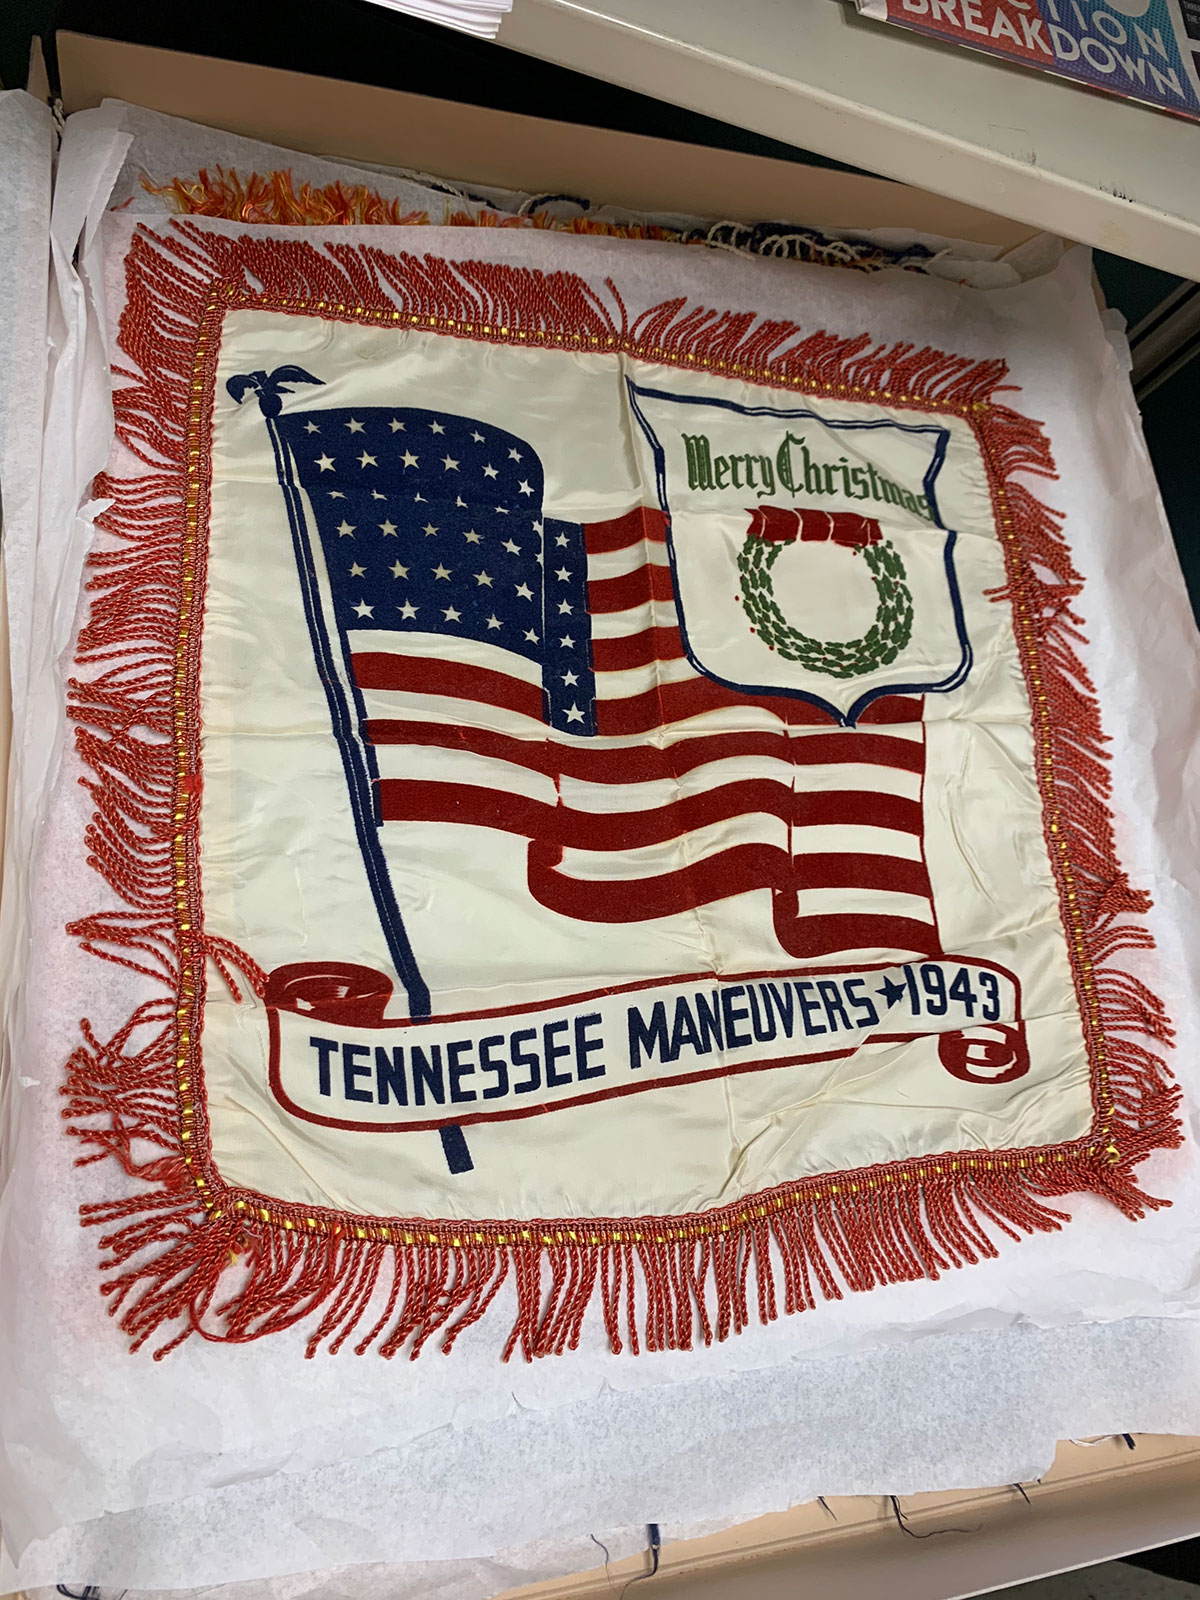 BREAKDOWN
Merry Christmas
TENNESSEE MANEUVERS★1943